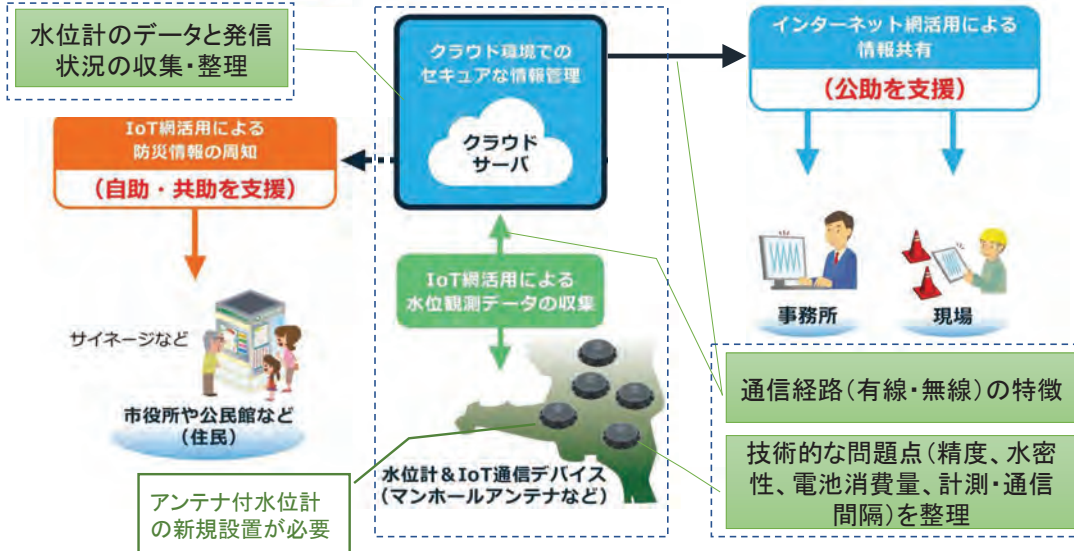 水位計のデータと発信
状況の収集・整理
クラウド環境での
セキュアな情報管理
クラウド
サーバ
インターネット網活用による
情報共有
(公助を支援)
IoT網活用による
防災情報の周知
(自助・共助を支援)
IoT網活用による
水位観測データの収集
事務所
現場
サイネージなど
市役所や公民館など
(住民)
水位計&IoT通信デバイス
(マンホールアンテナなど)
アンテナ付水位計
の新規設置が必要
通信経路(有線・無線)の特徴
技術的な問題点(精度、水密
性、電池消費量、計測・通信
間隔)を整理